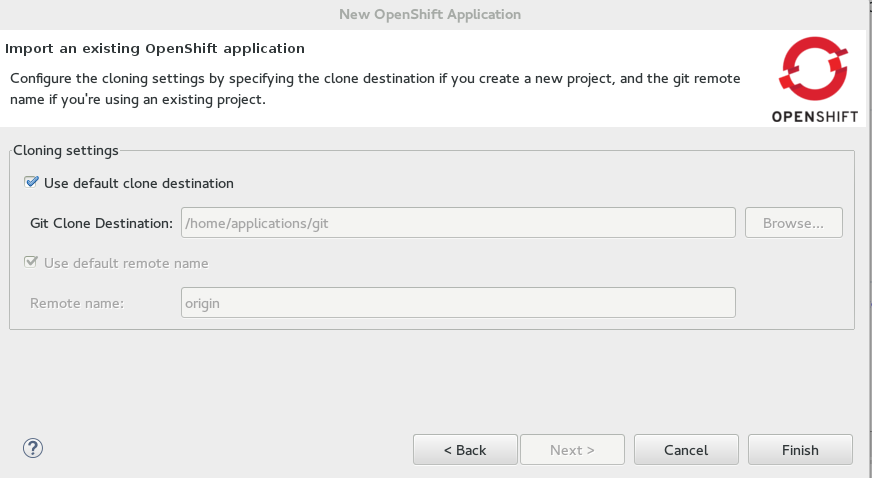 New OpenShift Application
Import an existing OpenShift application
Configure the cloning settings by specifying the clone destination if you create a new project, and the git remote
name if you're using an existing project.
OPENSHIFT
Cloning settings
Use default clone destination
Git Clone Destination: /home/applications/git Browse...
Use default remote name
Remote name: origin
? < Back Next > Cancel Finish